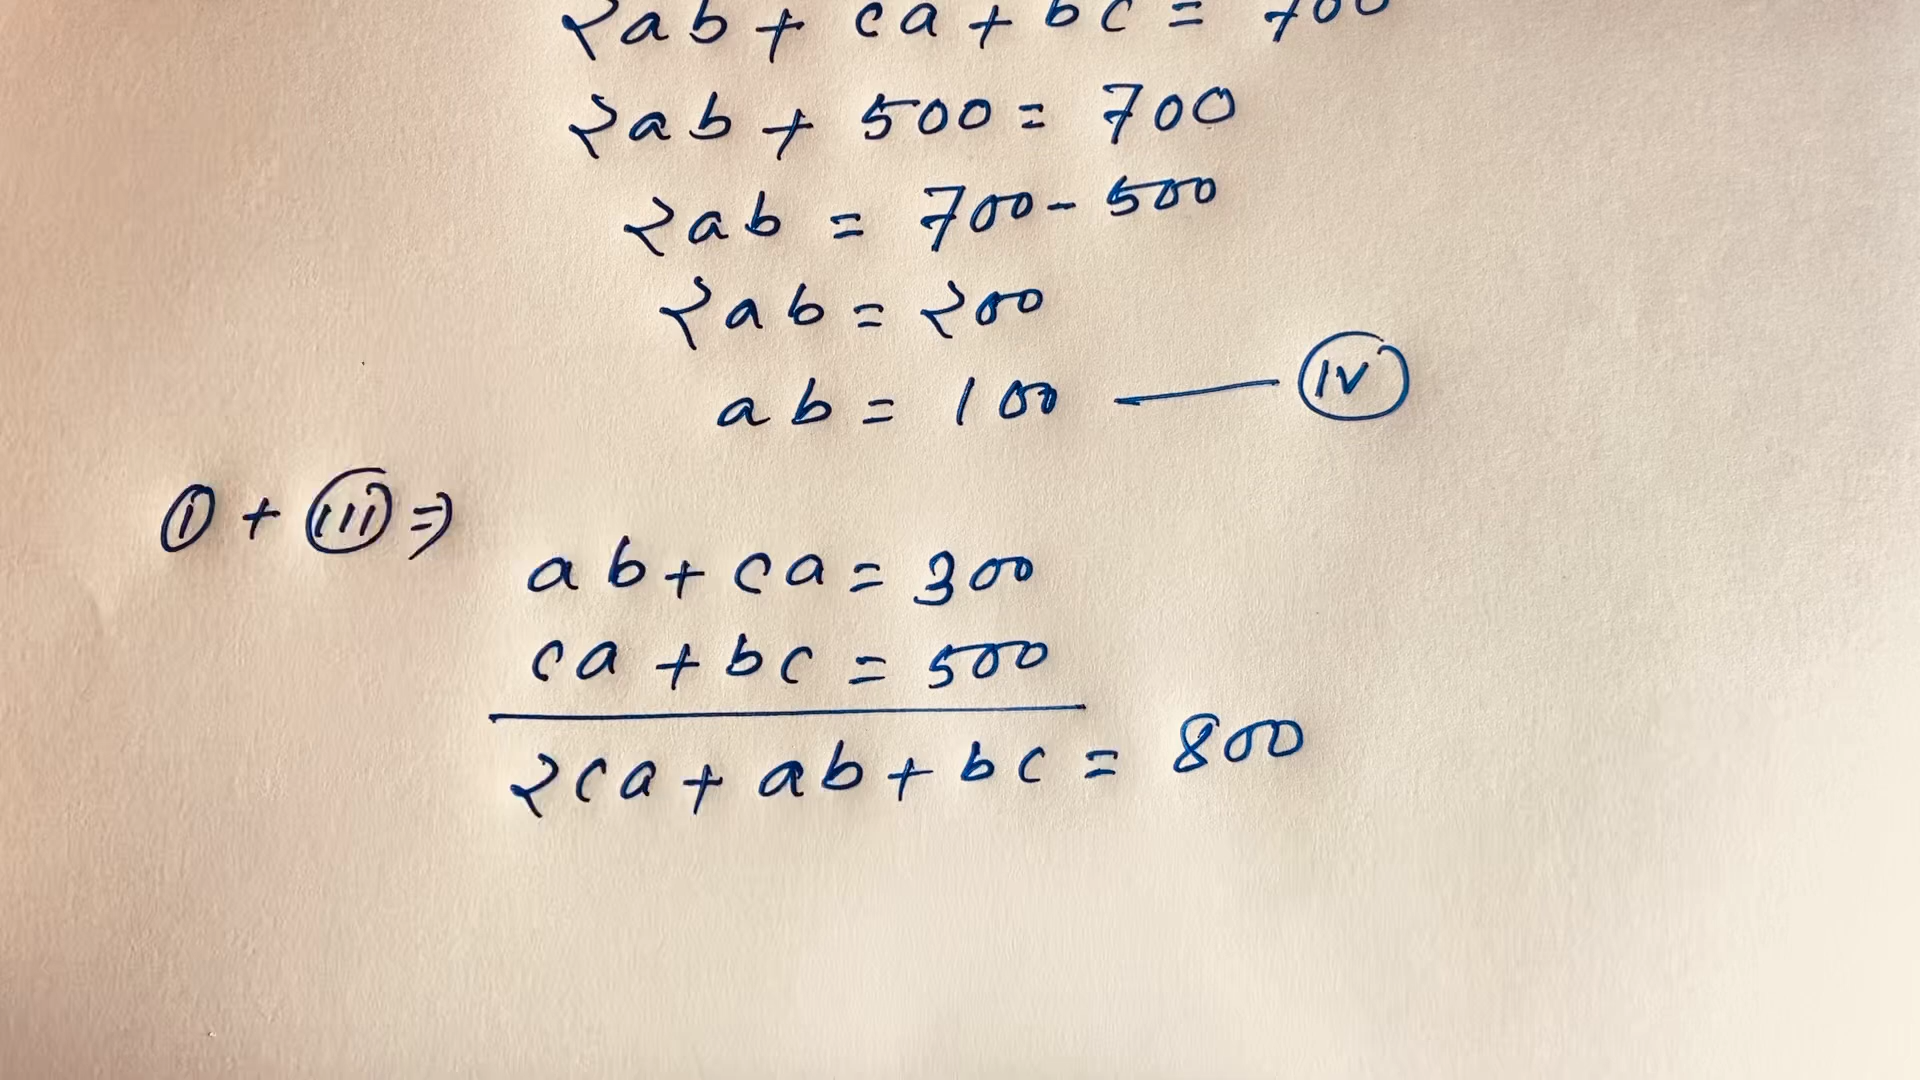 2ab + ca + bc = 700
2ab + 500 = 700
2ab = 700 - 500
2ab = 200
ab = 100 — (IV)
(I) + (III) ⇒
ab + ca = 300
ca + bc = 500
2ca + ab + bc = 800